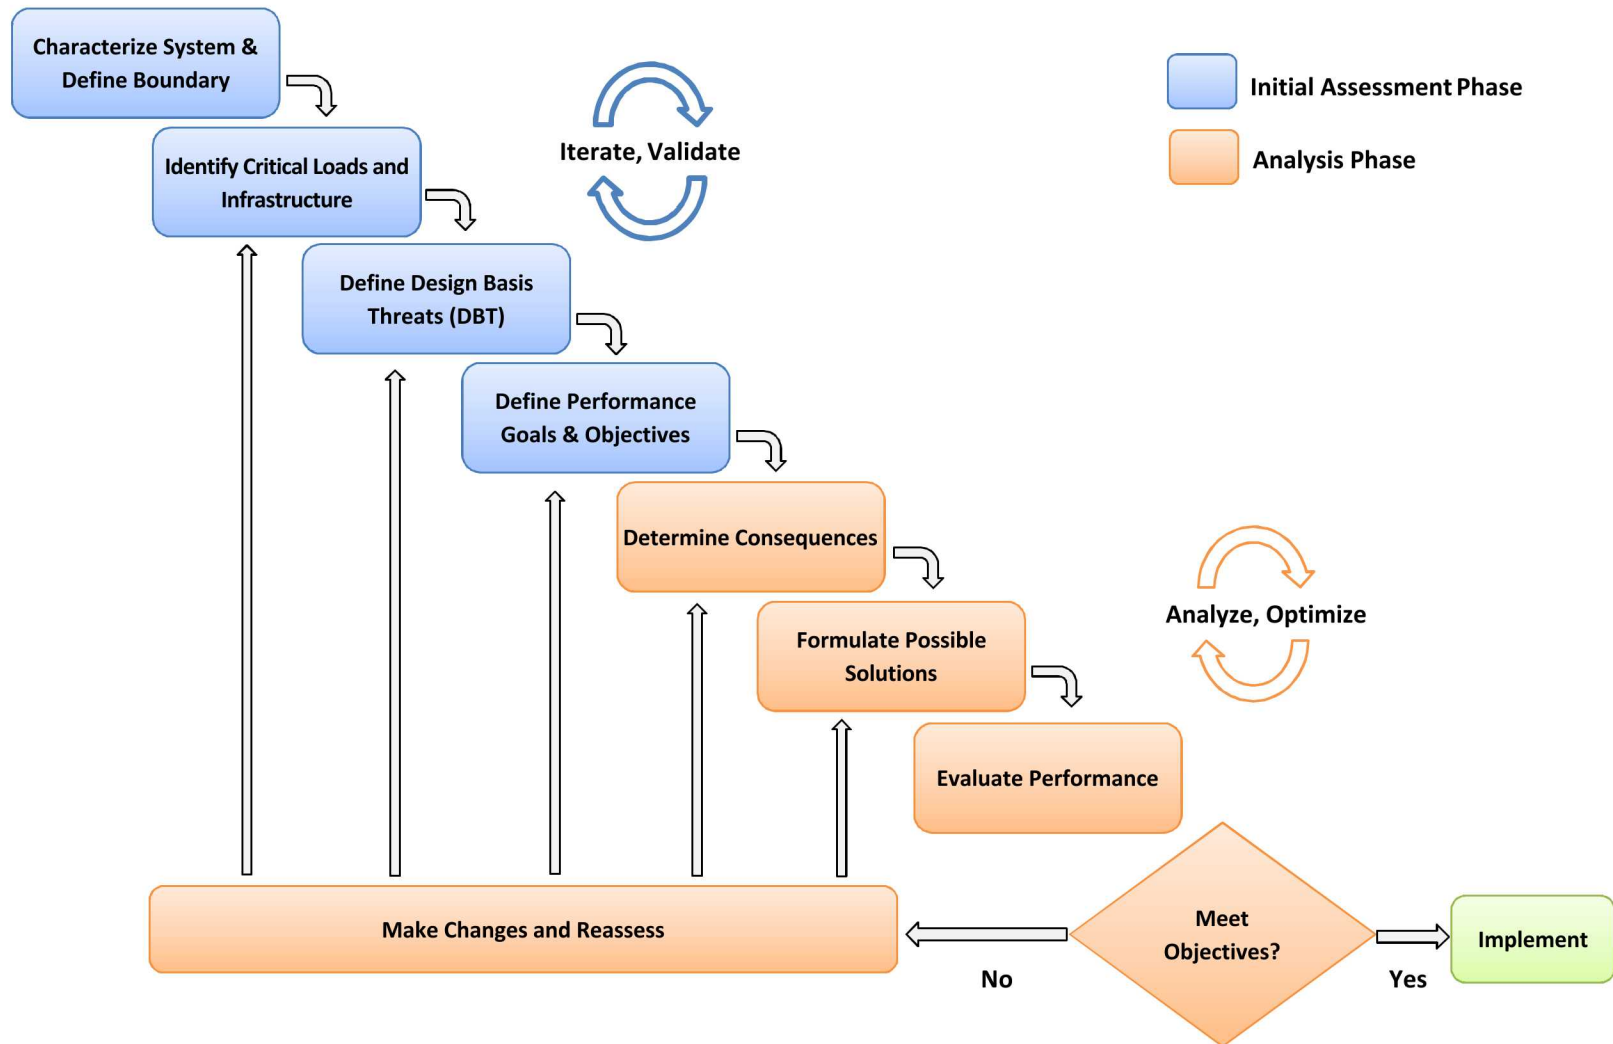 Characterize System &
Define Boundary
Identify Critical Loads and
Infrastructure
Define Design Basis
Threats (DBT)
Define Performance
Goals & Objectives
Determine Consequences
Formulate Possible
Solutions
Evaluate Performance
Meet
Objectives?
No
Yes
Implement
Make Changes and Reassess
Iterate, Validate
Analyze, Optimize
Initial Assessment Phase
Analysis Phase